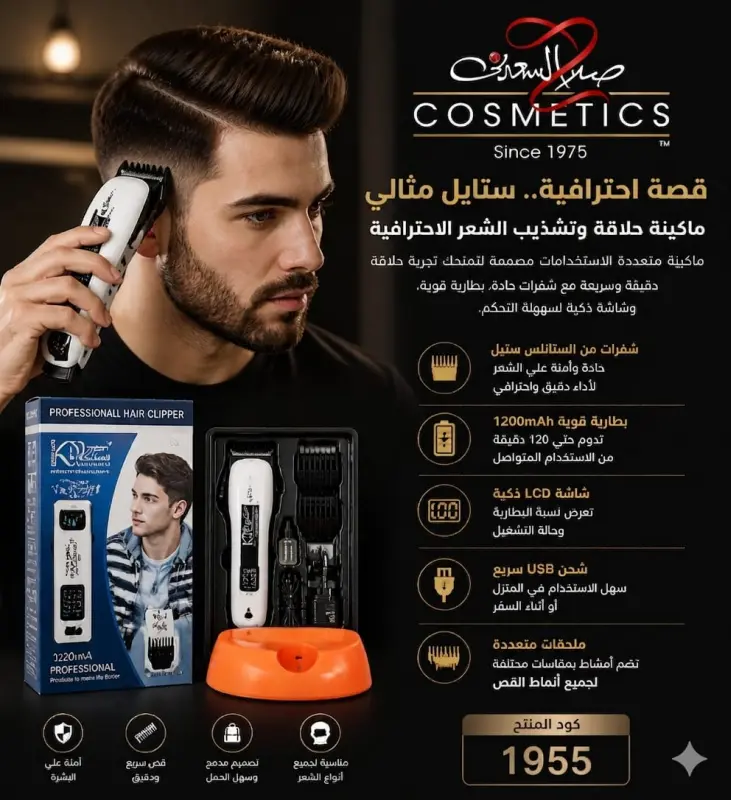 صلاح السعدني
COSMETICS
TM
Since 1975
قصة احترافية.. ستايل مثالي
ماكينة حلاقة وتشذيب الشعر الاحترافية
ماكينة متعددة الاستخدامات مصممة لتمنحك تجربة حلاقة
دقيقة وسريعة مع شفرات حادة، بطارية قوية،
وشاشة ذكية لسهولة التحكم.
شفرات من الستانلس ستيل
حادة وآمنة علي الشعر
لأداء دقيق واحترافي
بطارية قوية 1200mAh
تدوم حتي 120 دقيقة
من الاستخدام المتواصل
شاشة LCD ذكية
تعرض نسبة البطارية
وحالة التشغيل
شحن USB سريع
سهل الاستخدام في المنزل
أو أثناء السفر
ملحقات متعددة
تضم أمشاط بمقاسات محتلفة
لجميع أنماط القص
PROFESSIONALL HAIR CLIPPER
PROFESSIONAL
مناسبة لجميع
أنواع الشعر
تصميم مدمج
وسهل الحمل
قص سريع
ودقيق
آمنة علي
البشرة
كود المنتج
1955